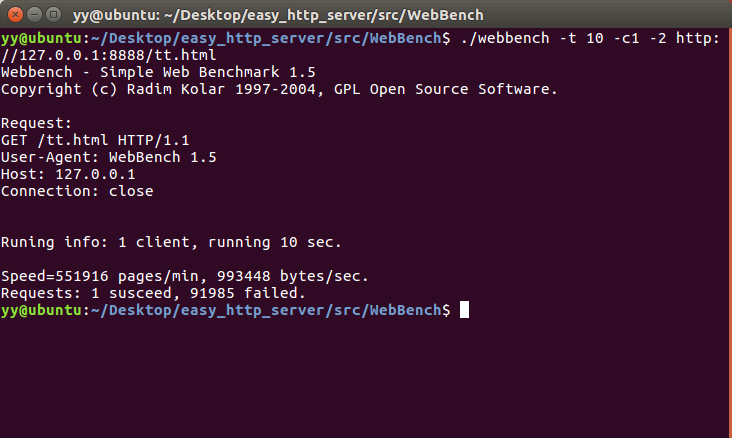 yy@ubuntu: ~/Desktop/easy_http_server/src/WebBench
yy@ubuntu:~/Desktop/easy_http_server/src/WebBench$ ./webbench -t 10 -c1 -2 http:
//127.0.0.1:8888/tt.html
Webbench - Simple Web Benchmark 1.5
Copyright (c) Radim Kolar 1997-2004, GPL Open Source Software.
Request:
GET /tt.html HTTP/1.1
User-Agent: WebBench 1.5
Host: 127.0.0.1
Connection: close
Runing info: 1 client, running 10 sec.
Speed=551916 pages/min, 993448 bytes/sec.
Requests: 1 susceed, 91985 failed.
yy@ubuntu:~/Desktop/easy_http_server/src/WebBench$